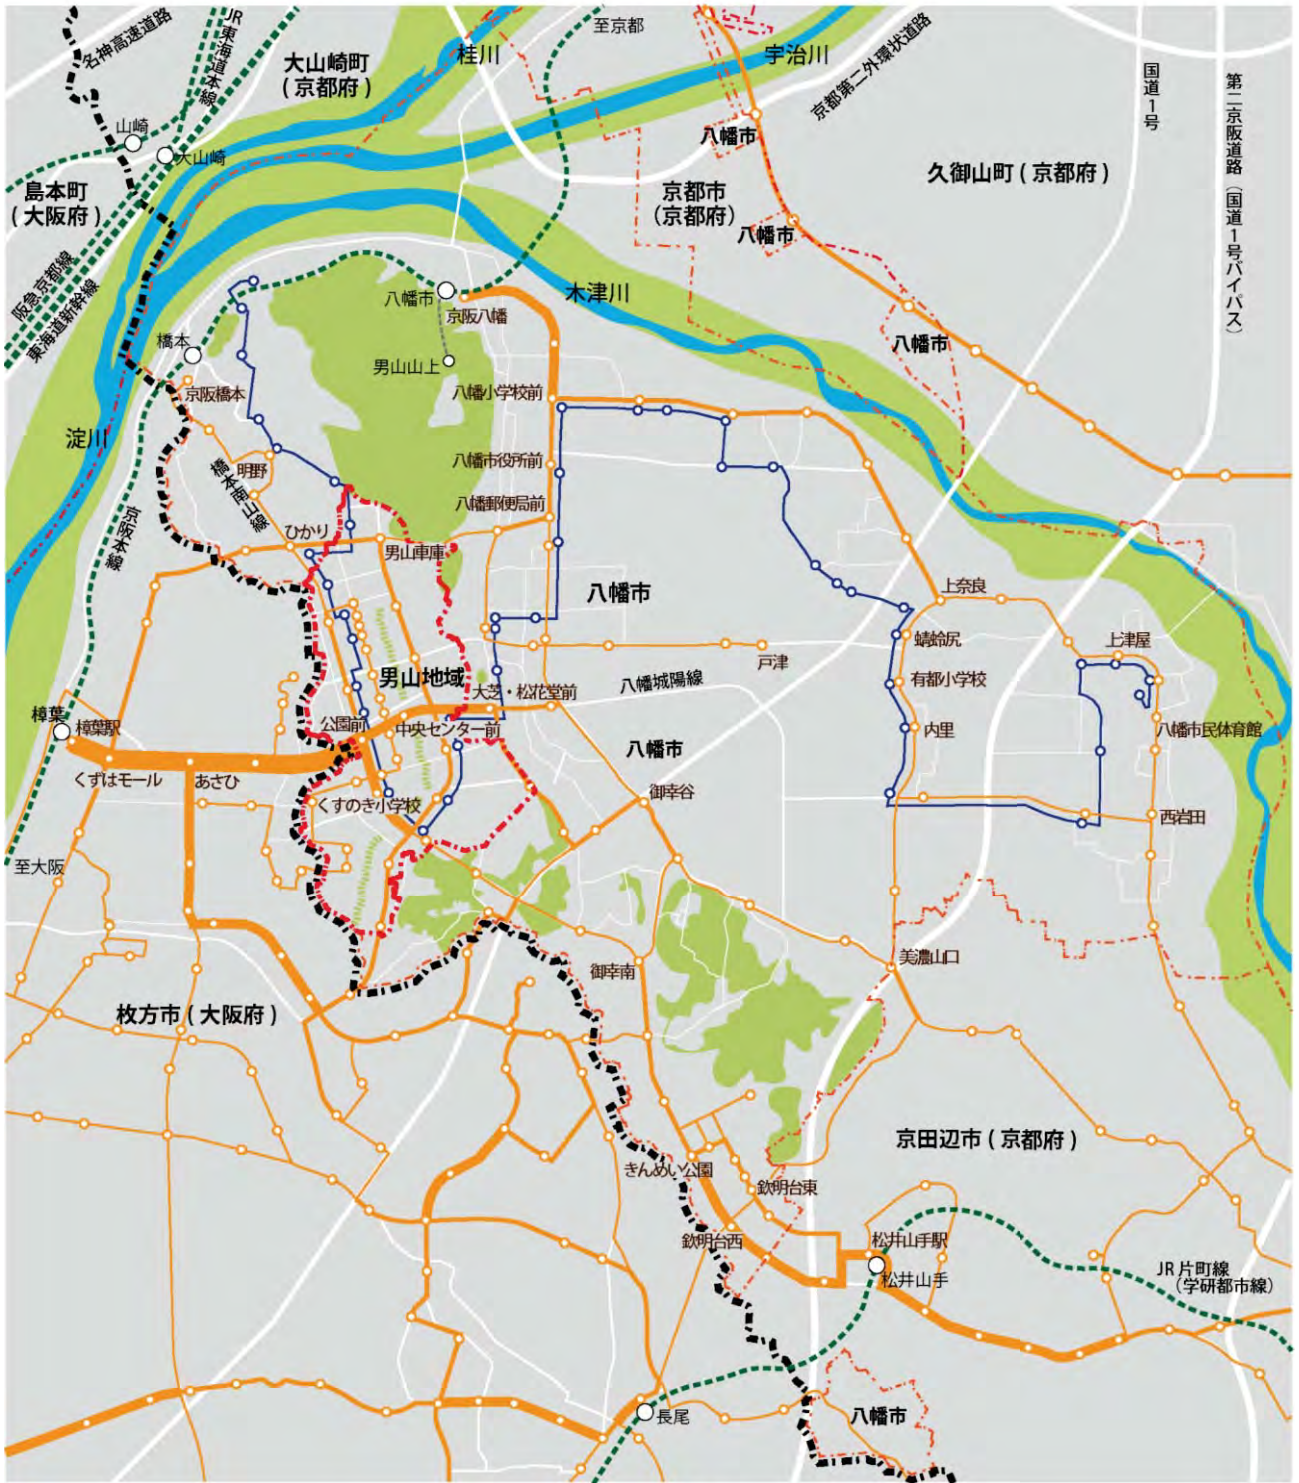 名神高速道路
JR東海道本線
大山崎町
(京都府)
桂川
至京都
宇治川
京都第二外環状道路
国道1号
第二京阪道路(国道1号バイパス)
山崎
大山崎
八幡市
久御山町(京都府)
島本町
(大阪府)
京都市
(京都府)
八幡市
阪急京都線
東海道新幹線
八幡市
京阪八幡
木津川
橋本
男山山上
八幡市
京阪橋本
八幡小学校前
淀川
明野
橋本南山線
八幡市役所前
八幡郵便局前
京阪本線
ひかり
男山車庫
八幡市
上奈良
蜻蛉尻
上津屋
戸津
男山地域
大芝・松花堂前
八幡城陽線
有都小学校
樟葉
樟葉駅
公園前
中央センター前
内里
八幡市民体育館
八幡市
くずはモール
あさひ
くすのき小学校
御幸谷
西岩田
至大阪
御幸南
美濃山口
枚方市(大阪府)
京田辺市(京都府)
きんめい公園
欽明台東
欽明台西
松井山手駅
松井山手
JR片町線
(学研都市線)
長尾
八幡市